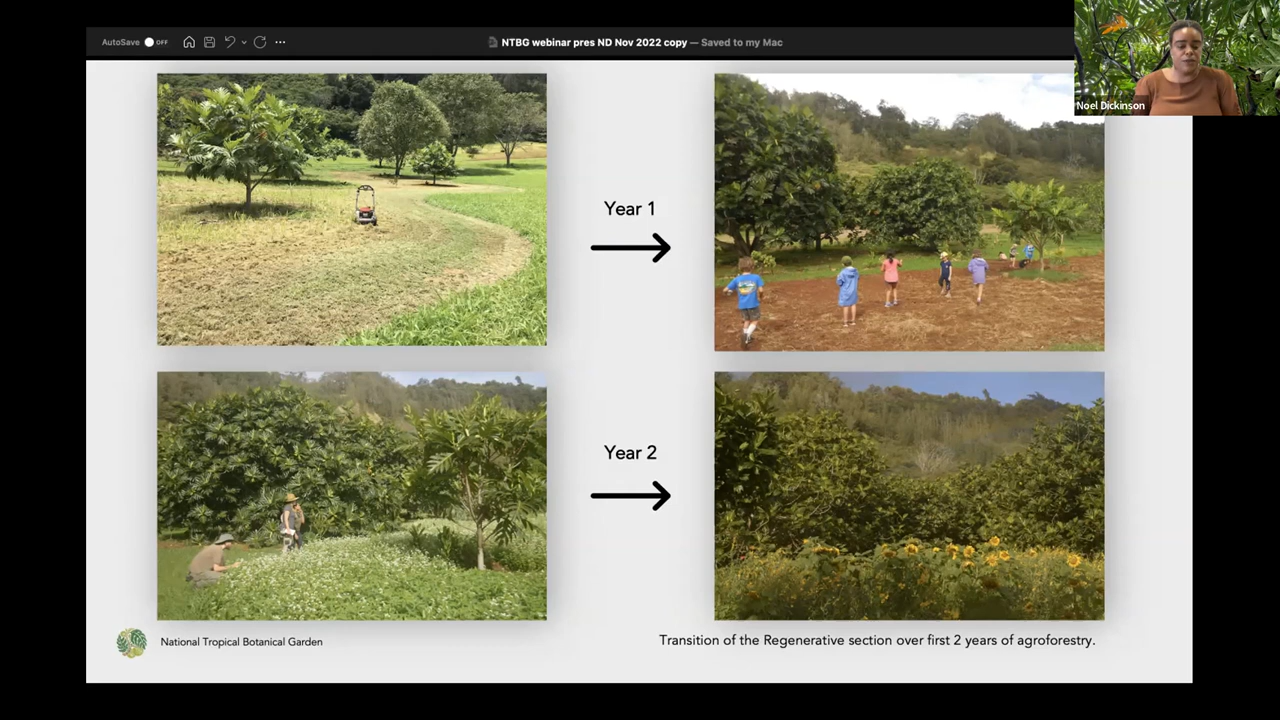 AutoSave OFF
NTBG webinar pres ND Nov 2022 copy — Saved to my Mac
Noel Dickinson
Year 1
Year 2
National Tropical Botanical Garden
Transition of the Regenerative section over first 2 years of agroforestry.